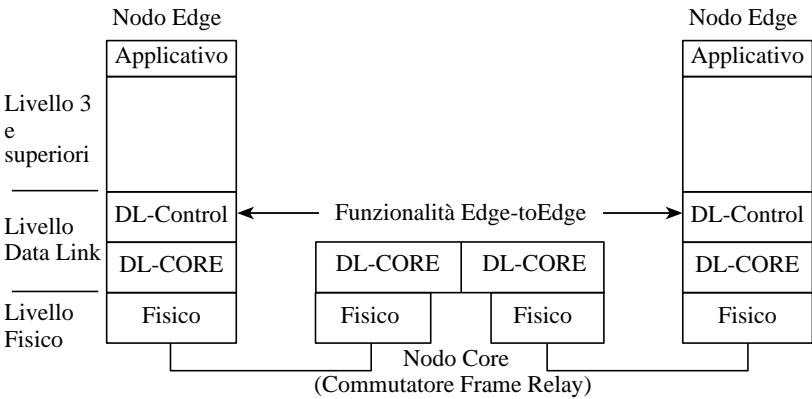 Nodo Edge
Nodo Edge
Applicativo
Applicativo
Livello 3
e
superiori
DL-Control
Funzionalità Edge-toEdge
DL-Control
Livello
Data Link
DL-CORE
DL-CORE
DL-CORE
DL-CORE
Livello
Fisico
Fisico
Fisico
Fisico
Fisico
Nodo Core
(Commutatore Frame Relay)